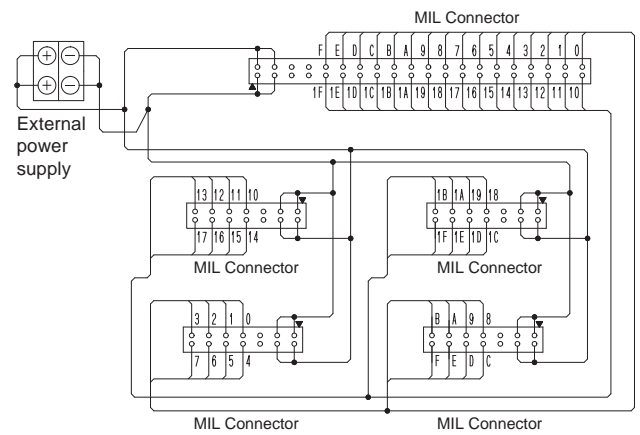 MIL Connector
F E D C B A 9 8 7 6 5 4 3 2 1 0
1F 1E 1D 1C 1B 1A 19 18 17 16 15 14 13 12 11 10
External
power
supply
13 12 11 10
17 16 15 14
MIL Connector
1B 1A 19 18
1F 1E 1D 1C
MIL Connector
3 2 1 0
7 6 5 4
MIL Connector
B A 9 8
F E D C
MIL Connector